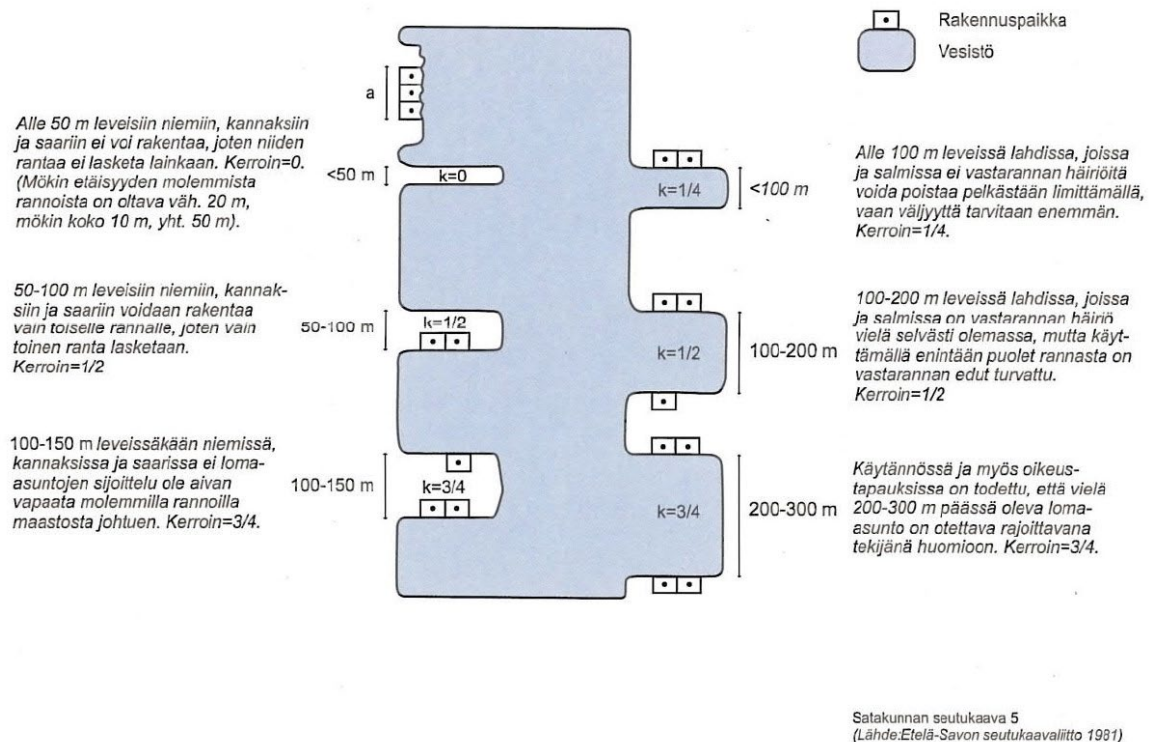 Rakennuspaikka
Vesistö
a
Alle 50 m leveisiin niemiin, kannaksiin
ja saariin ei voi rakentaa, joten niiden
rantaa ei lasketa lainkaan. Kerroin=0.
(Mökin etäisyyden molemmista
rannoista on oltava väh. 20 m,
mökin koko 10 m, yht. 50 m).
<50 m
k=0
k=1/4
<100 m
Alle 100 m leveissä lahdissa, joissa
ja salmissa ei vastarannan häiriöitä
voida poistaa pelkästään limittämällä,
vaan väljyyttä tarvitaan enemmän.
Kerroin=1/4.
50-100 m leveisiin niemiin, kannak-
siin ja saariin voidaan rakentaa
vain toiselle rannalle, joten vain
toinen ranta lasketaan.
Kerroin=1/2
50-100 m
k=1/2
k=1/2
100-200 m
100-200 m leveissä lahdissa, joissa
ja salmissa on vastarannan häiriö
vielä selvästi olemassa, mutta käyt-
tämällä enintään puolet rannasta on
vastarannan edut turvattu.
Kerroin=1/2
100-150 m leveissäkään niemissä,
kannaksissa ja saarissa ei loma-
asuntojen sijoittelu ole aivan
vapaata molemmilla rannoilla
maastosta johtuen. Kerroin=3/4.
100-150 m
k=3/4
k=3/4
200-300 m
Käytännössä ja myös oikeus-
tapauksissa on todettu, että vielä
200-300 m päässä oleva loma-
asunto on otettava rajoittavana
tekijänä huomioon. Kerroin=3/4.
Satakunnan seutukaava 5
(Lähde:Etelä-Savon seutukaavaliitto 1981)